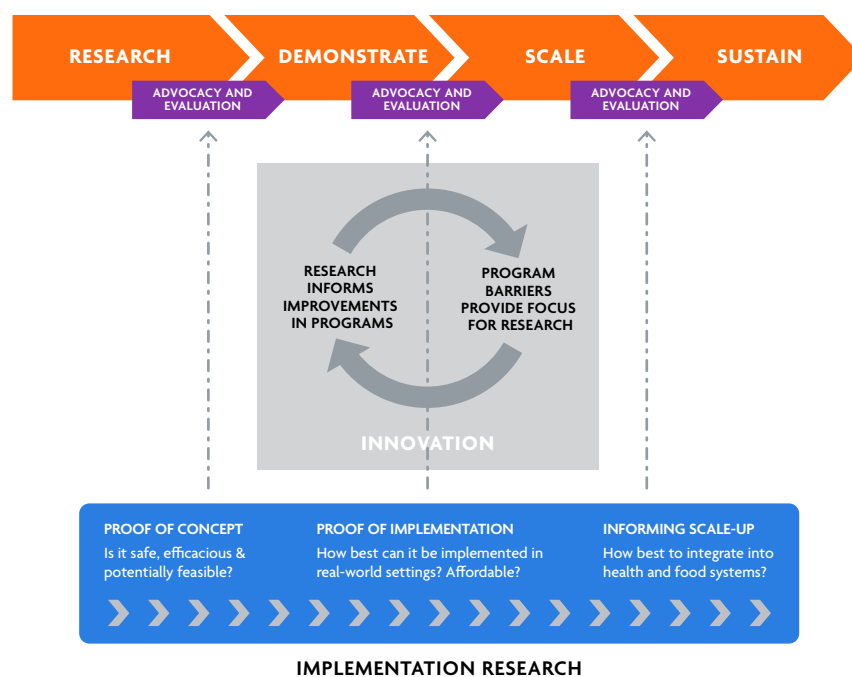 RESEARCH
DEMONSTRATE
SCALE
SUSTAIN
ADVOCACY AND
EVALUATION
ADVOCACY AND
EVALUATION
ADVOCACY AND
EVALUATION
RESEARCH
INFORMS
IMPROVEMENTS
IN PROGRAMS
PROGRAM
BARRIERS
PROVIDE FOCUS
FOR RESEARCH
INNOVATION
PROOF OF CONCEPT
Is it safe, efficacious &
potentially feasible?
PROOF OF IMPLEMENTATION
How best can it be implemented in
real-world settings? Affordable?
INFORMING SCALE-UP
How best to integrate into
health and food systems?
IMPLEMENTATION RESEARCH